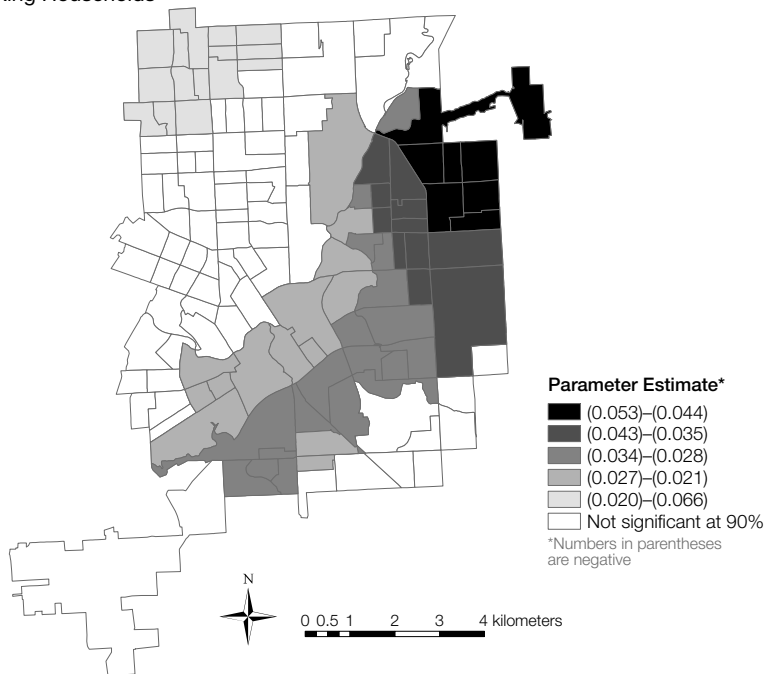 Parameter Estimate*
(0.053)–(0.044)
(0.043)–(0.035)
(0.034)–(0.028)
(0.027)–(0.021)
(0.020)–(0.066)
Not significant at 90%
*Numbers in parentheses
are negative
N
0 0.5 1 2 3 4 kilometers